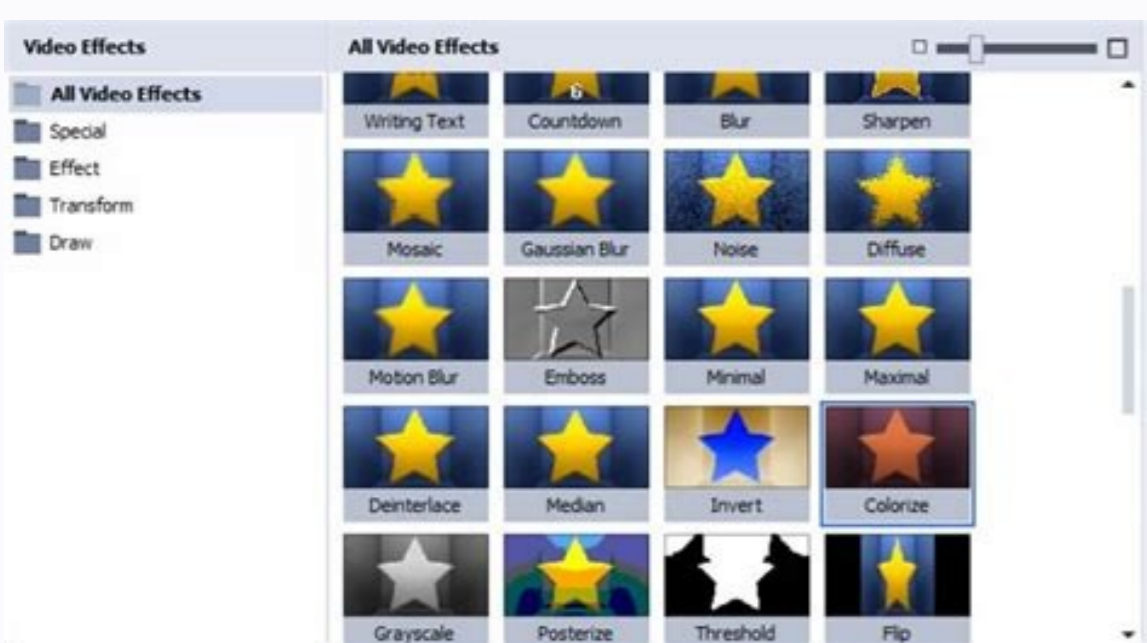 Video Effects
All Video Effects
All Video Effects
Special
Effect
Transform
Draw
Writing Text Countdown Blur Sharpen
Mosaic Gaussian Blur Noise Diffuse
Motion Blur Emboss Minimal Maximal
Deinterlace Median Invert Colorize
Grayscale Posterize Threshold Flip